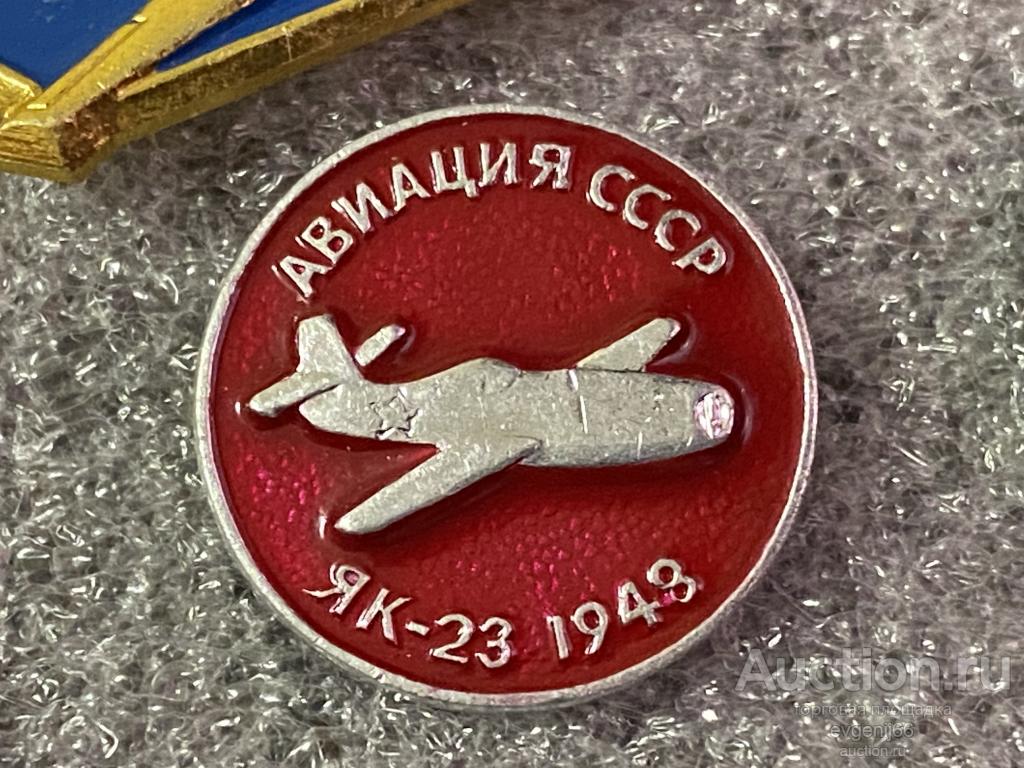 АВИАЦИЯ СССР
ЯК-23 1948
Auction.ru
торговая площадка
evgenij66
auction.ru